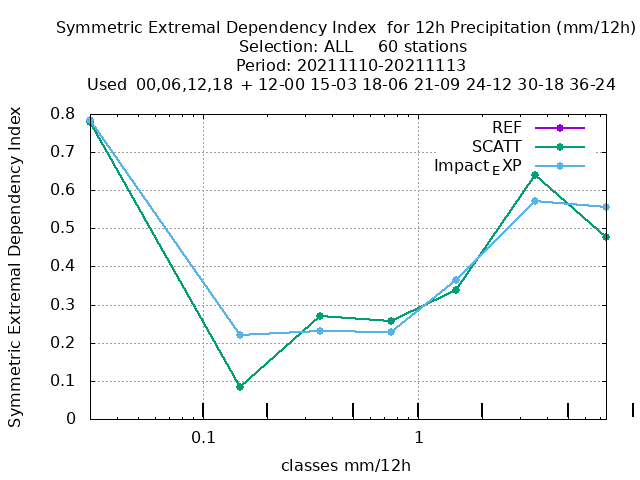 Symmetric Extremal Dependency Index  for 12h Precipitation (mm/12h)
Selection: ALL     60 stations
Period: 20211110-20211113
Used  00,06,12,18  + 12-00 15-03 18-06 21-09 24-12 30-18 36-24
Symmetric Extremal Dependency Index
0.8
0.7
0.6
0.5
0.4
0.3
0.2
0.1
0
REF
SCATT
Impact_EXP
0.1
1
classes mm/12h